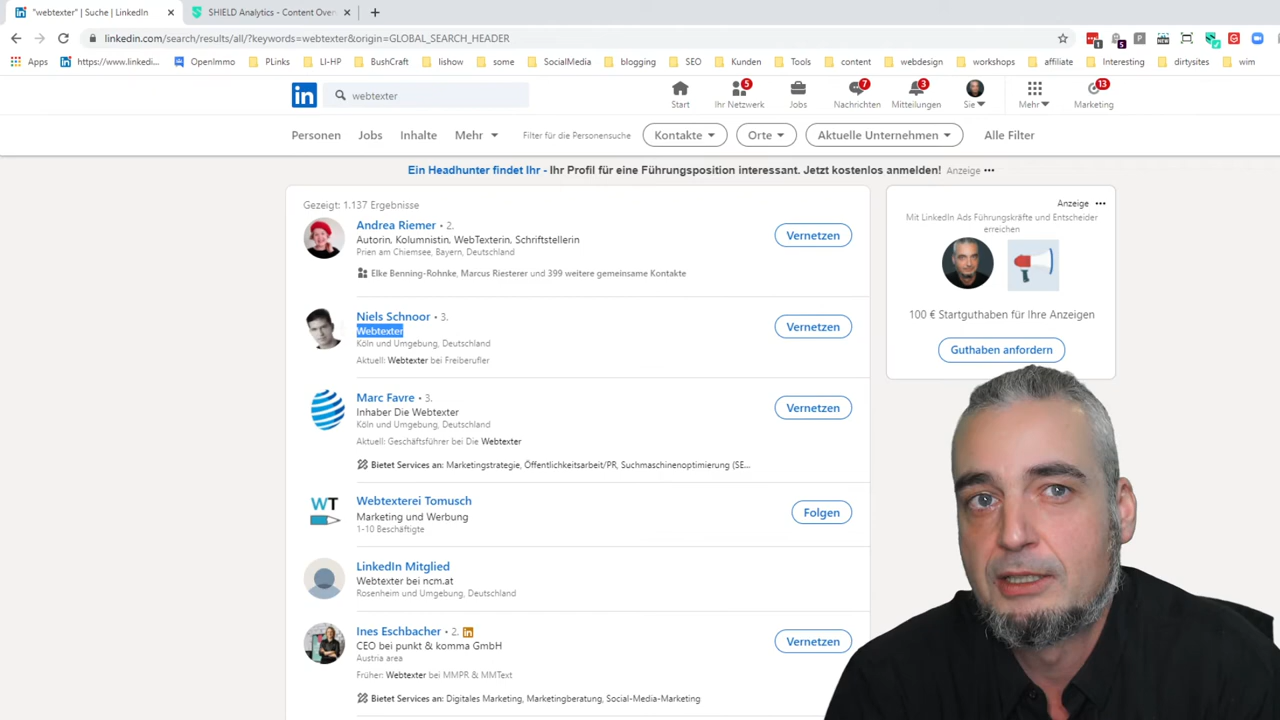 "webtexter" | Suche | LinkedIn
SHIELD Analytics - Content Over
linkedin.com/search/results/all/?keywords=webtexter&origin=GLOBAL_SEARCH_HEADER
Apps https://www.linkedi... OpenImmo PLinks LI-HP BushCraft lishow some SocialMedia blogging SEO Kunden Tools content webdesign workshops affiliate Interesting dirtysites wim
in webtexter
Start Ihr Netzwerk 5 Jobs Nachrichten 7 Mitteilungen 3 Sie Mehr Marketing 13
Personen Jobs Inhalte Mehr Filter für die Personensuche Kontakte Orte Aktuelle Unternehmen Alle Filter
Ein Headhunter findet Ihr - Ihr Profil für eine Führungsposition interessant. Jetzt kostenlos anmelden! Anzeige •••
Gezeigt: 1.137 Ergebnisse
Andrea Riemer • 2.
Autorin, Kolumnistin, WebTexterin, Schriftstellerin
Prien am Chiemsee, Bayern, Deutschland
Elke Benning-Rohnke, Marcus Riesterer und 399 weitere gemeinsame Kontakte
Vernetzen
Niels Schnoor • 3.
Webtexter
Köln und Umgebung, Deutschland
Aktuell: Webtexter bei Freiberufler
Vernetzen
Marc Favre • 3.
Inhaber Die Webtexter
Köln und Umgebung, Deutschland
Aktuell: Geschäftsführer bei Die Webtexter
Bietet Services an: Marketingstrategie, Öffentlichkeitsarbeit/PR, Suchmaschinenoptimierung (SE...
Vernetzen
WT
Webtexterei Tomusch
Marketing und Werbung
1-10 Beschäftigte
Folgen
LinkedIn Mitglied
Webtexter bei ncm.at
Rosenheim und Umgebung, Deutschland
Ines Eschbacher • 2. in
CEO bei punkt & komma GmbH
Austria area
Früher: Webtexter bei MMPR & MMText
Bietet Services an: Digitales Marketing, Marketingberatung, Social-Media-Marketing
Vernetzen
Anzeige •••
Mit LinkedIn Ads Führungskräfte und Entscheider
erreichen
100 € Startguthaben für Ihre Anzeigen
Guthaben anfordern